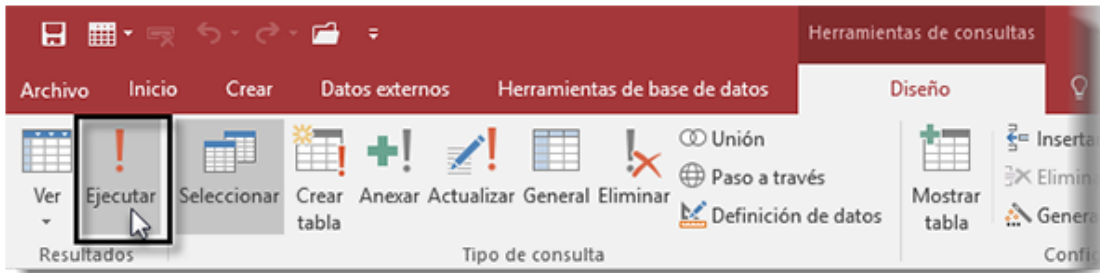 Herramientas de consultas
Archivo Inicio Crear Datos externos Herramientas de base de datos Diseño
Ver Ejecutar Seleccionar Crear tabla Anexar Actualizar General Eliminar
Unión
Paso a través
Definición de datos
Mostrar tabla
Resultados Tipo de consulta